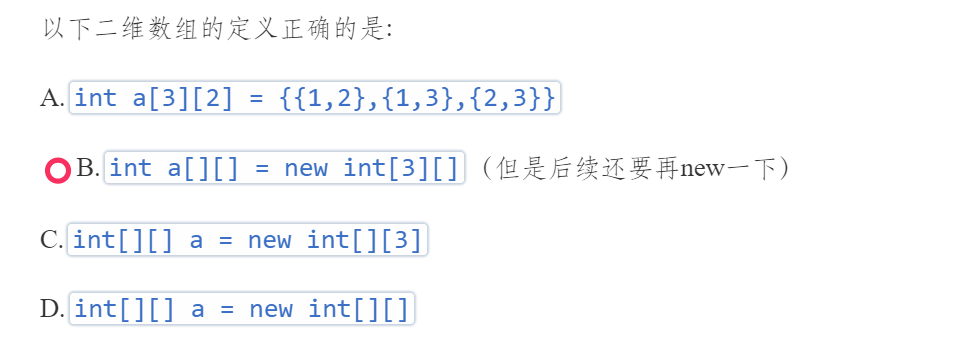 以下二维数组的定义正确的是:
A. int a[3][2] = {{1,2},{1,3},{2,3}}
B. int a[][] = new int[3][]（但是后续还要再new一下）
C. int[][] a = new int[][3]
D. int[][] a = new int[][]